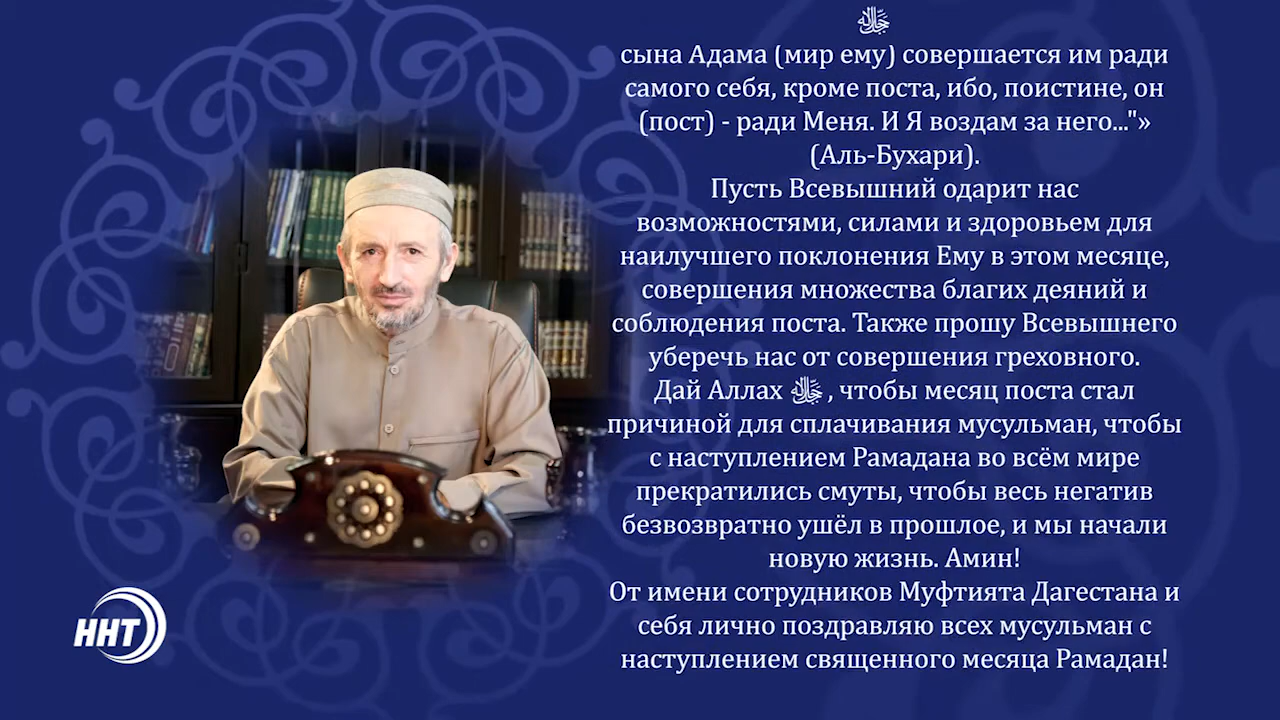 ﷻ
сына Адама (мир ему) совершается им ради
самого себя, кроме поста, ибо, поистине, он
(пост) - ради Меня. И Я воздам за него..."»
(Аль-Бухари).
Пусть Всевышний одарит нас
возможностями, силами и здоровьем для
наилучшего поклонения Ему в этом месяце,
совершения множества благих деяний и
соблюдения поста. Также прошу Всевышнего
уберечь нас от совершения греховного.
Дай Аллах ﷻ , чтобы месяц поста стал
причиной для сплачивания мусульман, чтобы
с наступлением Рамадана во всём мире
прекратились смуты, чтобы весь негатив
безвозвратно ушёл в прошлое, и мы начали
новую жизнь. Амин!
От имени сотрудников Муфтията Дагестана и
себя лично поздравляю всех мусульман с
наступлением священного месяца Рамадан!
ННТ